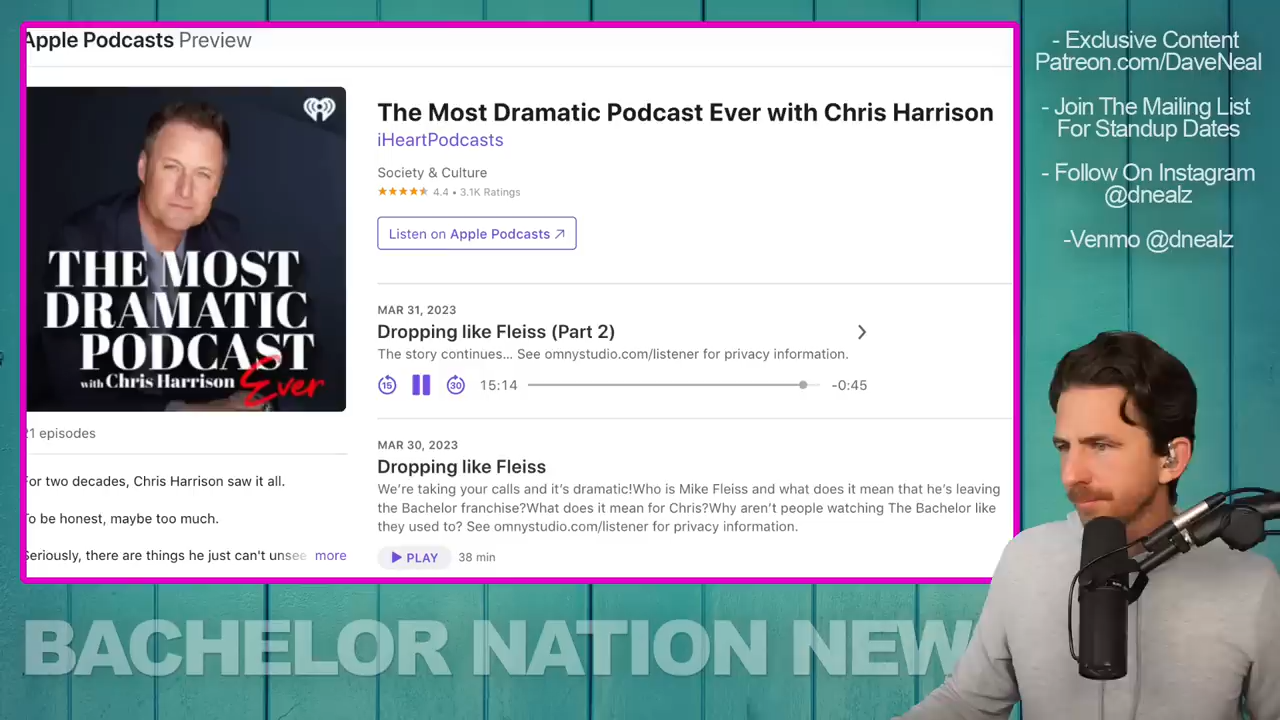 Apple Podcasts Preview
THE MOST
DRAMATIC
PODCAST
with Chris Harrison Ever
21 episodes
For two decades, Chris Harrison saw it all.
To be honest, maybe too much.
Seriously, there are things he just can't unsee more
The Most Dramatic Podcast Ever with Chris Harrison
iHeartPodcasts
Society & Culture
4.4 • 3.1K Ratings
Listen on Apple Podcasts
MAR 31, 2023
Dropping like Fleiss (Part 2)
The story continues... See omnystudio.com/listener for privacy information.
15 30 15:14 -0:45
MAR 30, 2023
Dropping like Fleiss
We're taking your calls and it's dramatic!Who is Mike Fleiss and what does it mean that he's leaving
the Bachelor franchise?What does it mean for Chris?Why aren't people watching The Bachelor like
they used to? See omnystudio.com/listener for privacy information.
PLAY 38 min
- Exclusive Content
Patreon.com/DaveNeal
- Join The Mailing List
For Standup Dates
- Follow On Instagram
@dnealz
-Venmo @dnealz
BACHELOR NATION NEW